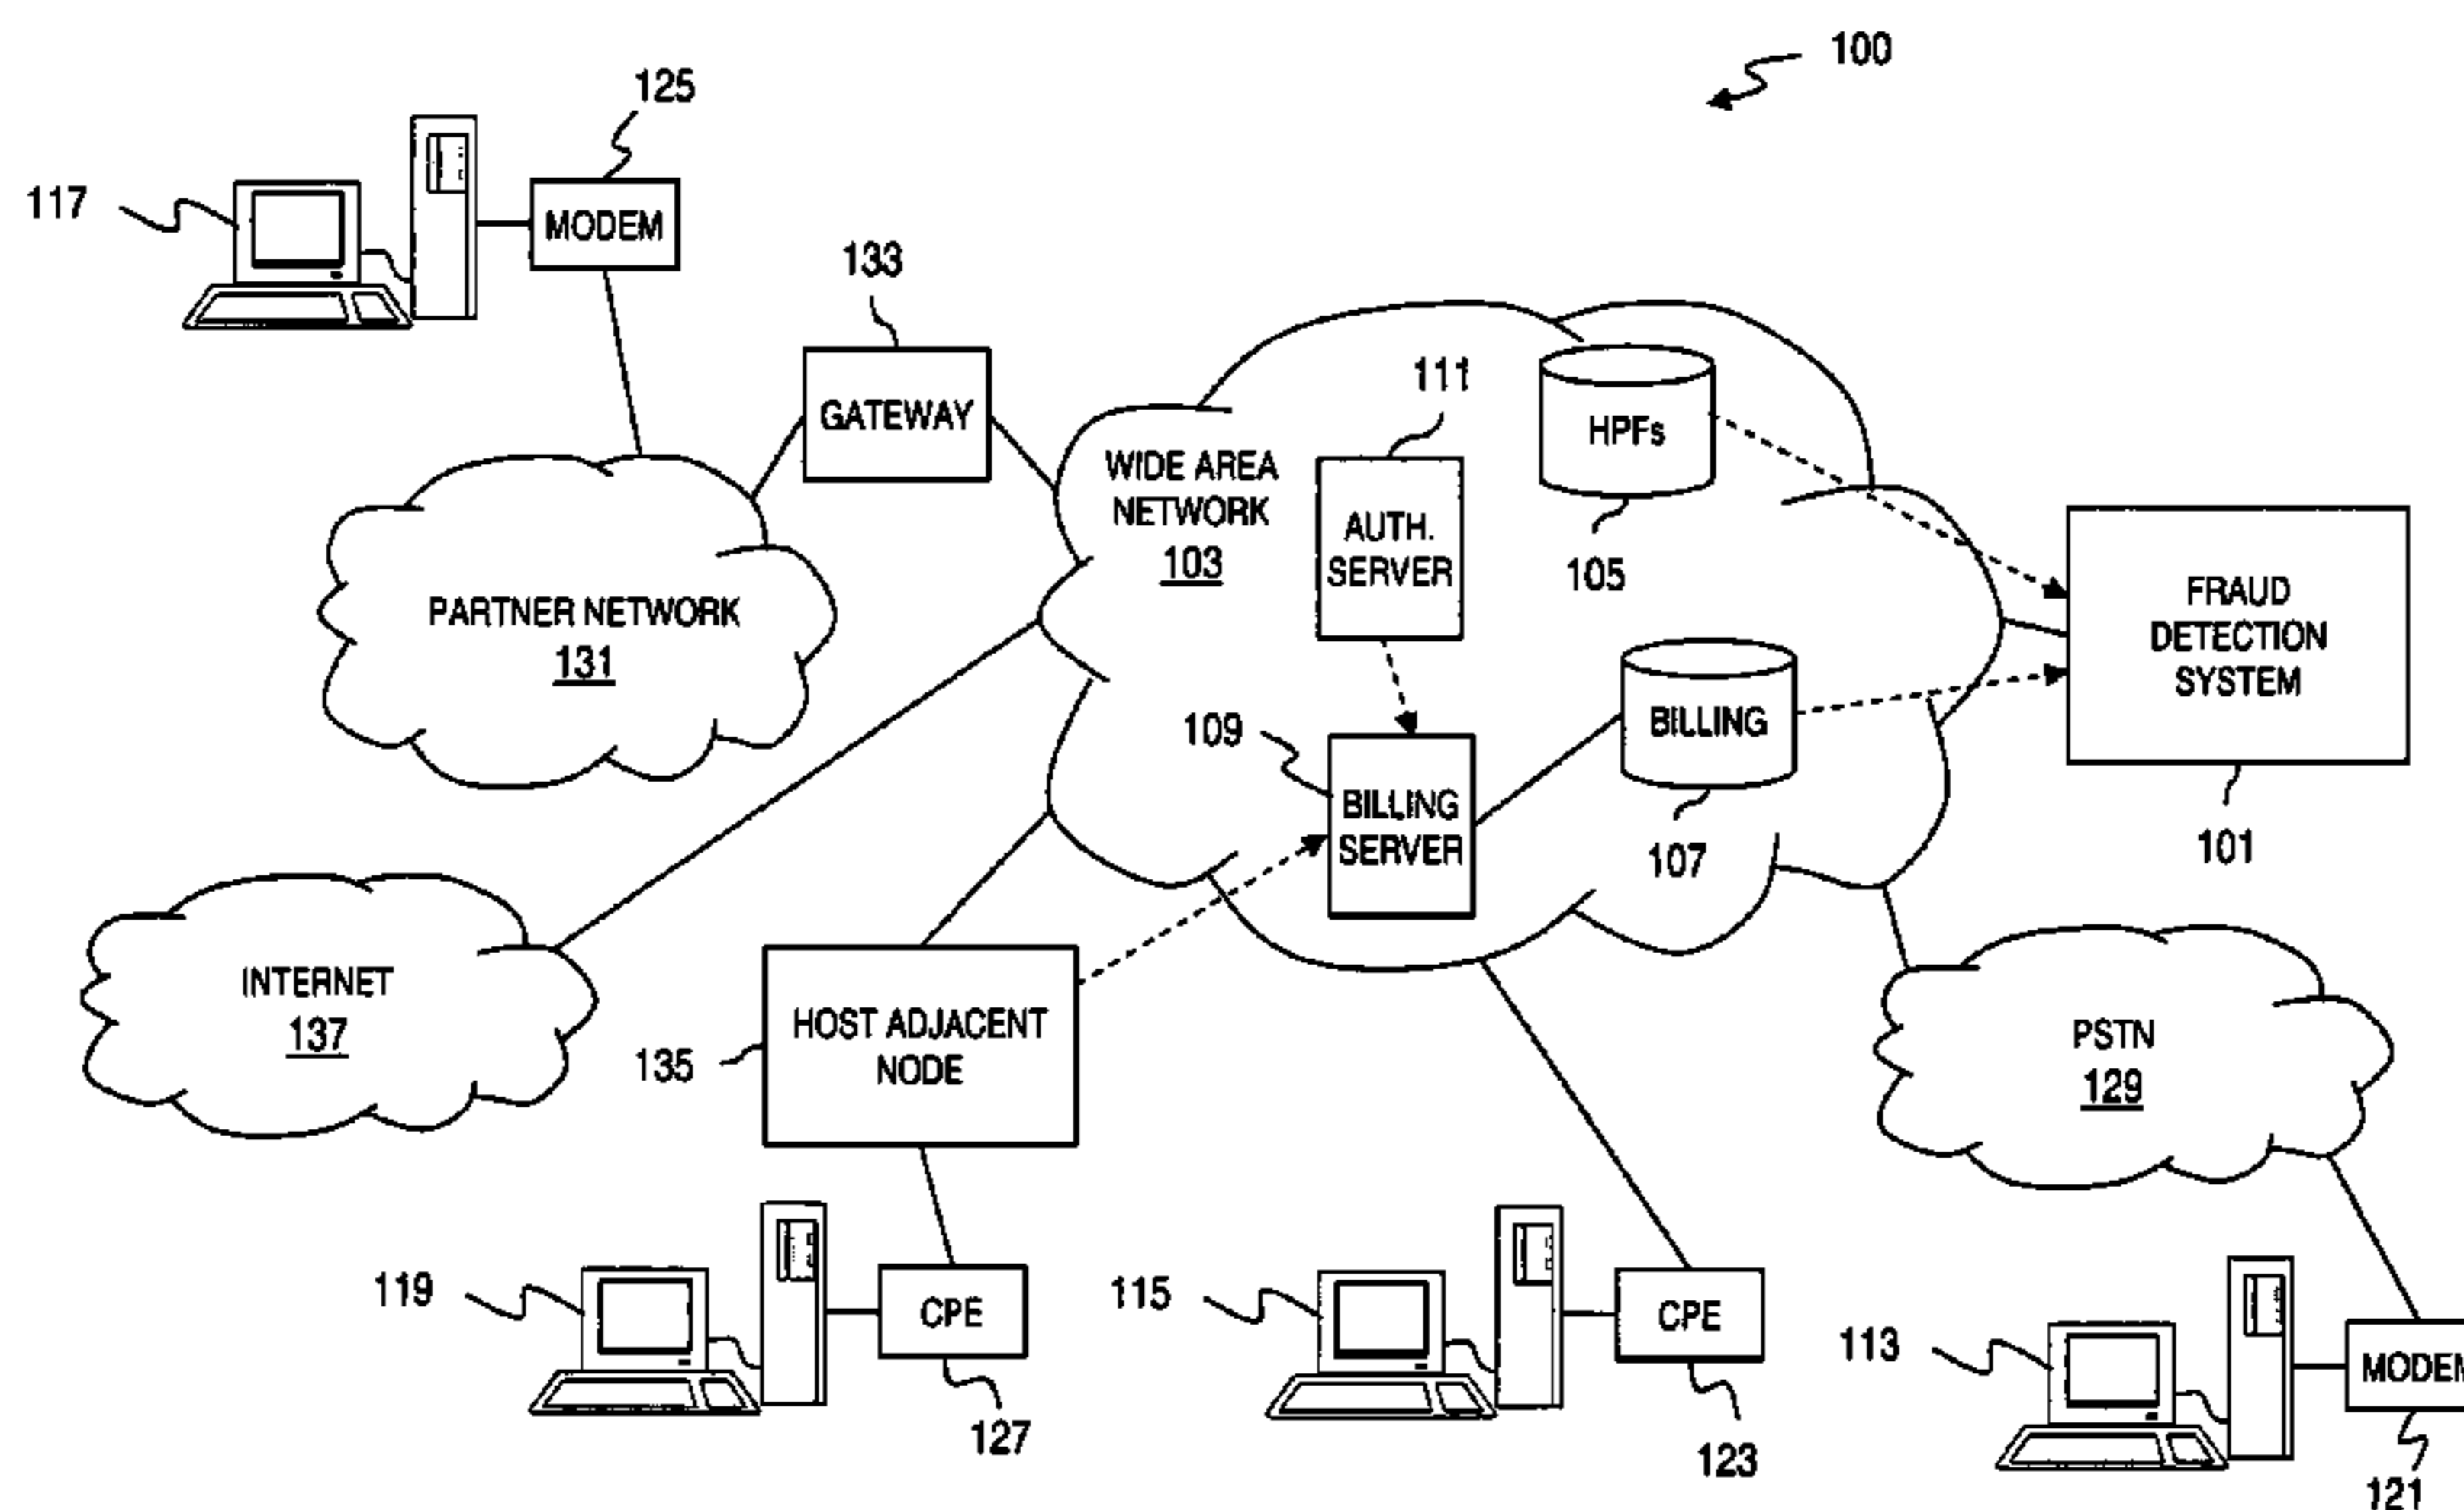 100
125
117
MODEM
133
GATEWAY
111
HPFs
WIDE AREA
NETWORK
103
AUTH.
SERVER
105
FRAUD
DETECTION
SYSTEM
PARTNER NETWORK
131
109
BILLING
BILLING
SERVER
107
101
INTERNET
137
HOST ADJACENT
NODE
135
PSTN
129
119
CPE
127
115
CPE
123
113
MODEM
121